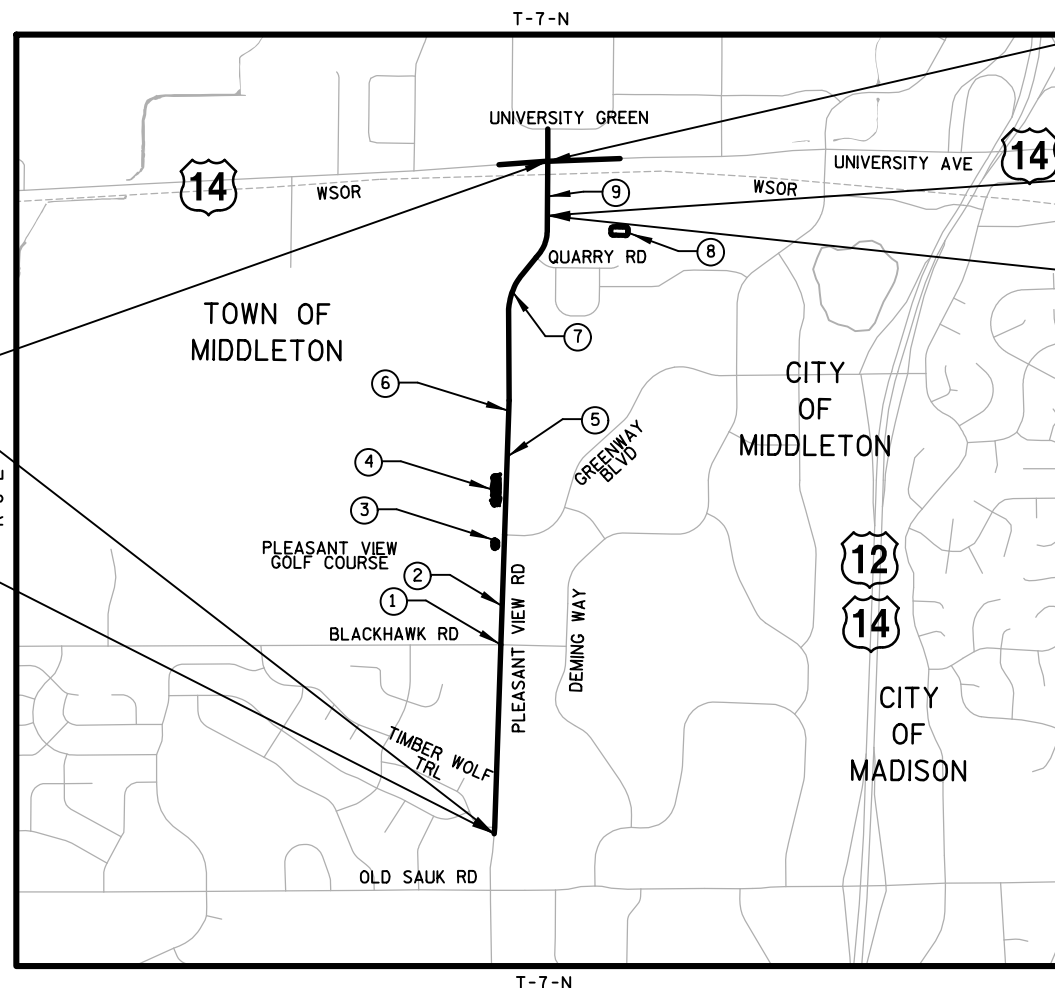 T-7-N
UNIVERSITY GREEN
14
WSOR
UNIVERSITY AVE
14
WSOR
9
8
QUARRY RD
TOWN OF
MIDDLETON
7
CITY
OF
MIDDLETON
6
5
GREENWAY
BLVD
4
3
PLEASANT VIEW
GOLF COURSE
2
1
BLACKHAWK RD
PLEASANT VIEW RD
DEMING WAY
12
14
CITY
OF
MADISON
TIMBER WOLF
TRL
OLD SAUK RD
T-7-N